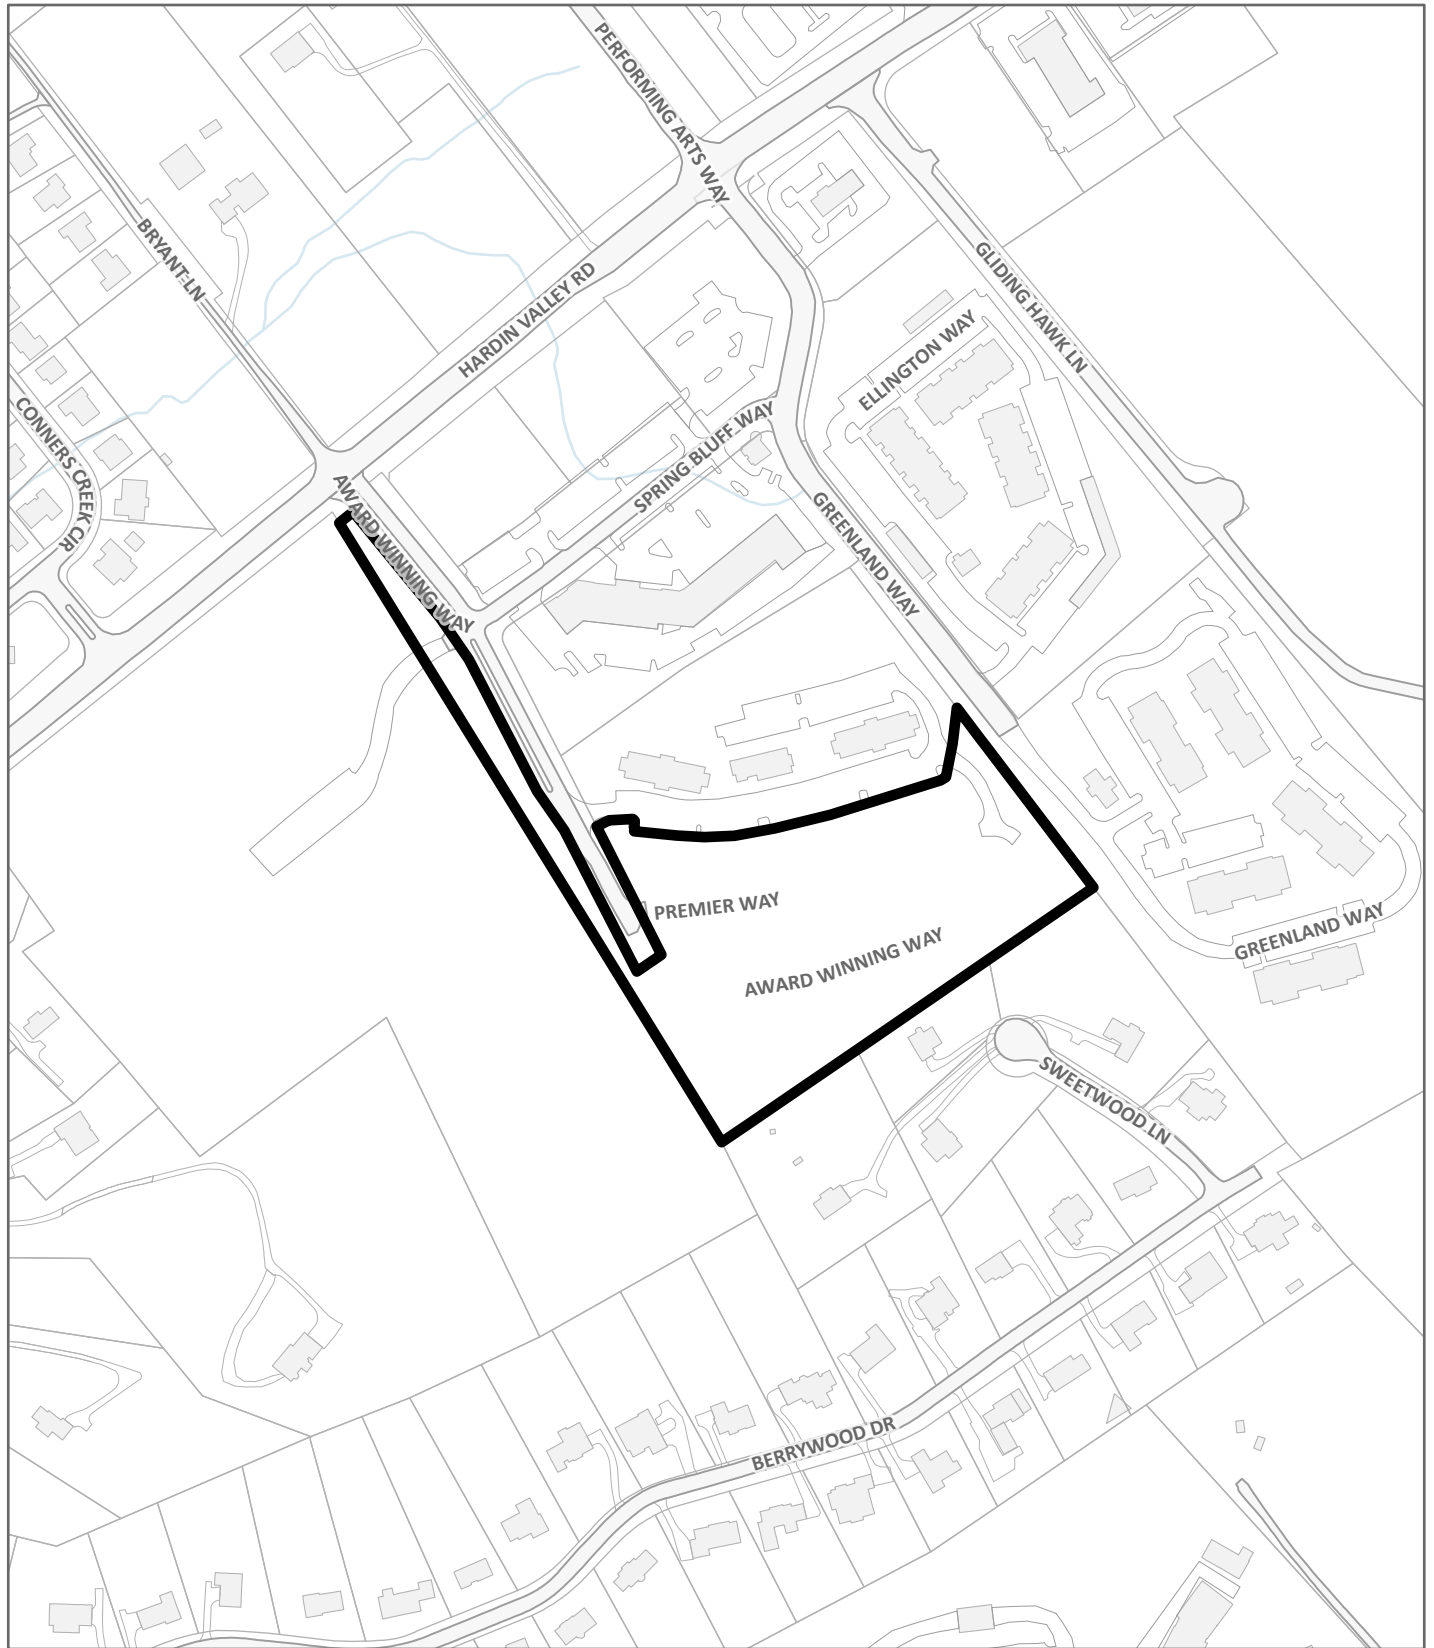 PERFORMING ARTS WAY
BRYANT LN
GLIDING HAWK LN
HARDIN VALLEY RD
ELLINGTON WAY
CONNERS CREEK CIR
SPRING BLUFF WAY
AWARD WINNING WAY
GREENLAND WAY
PREMIER WAY
GREENLAND WAY
AWARD WINNING WAY
SWEETWOOD LN
BERRYWOOD DR